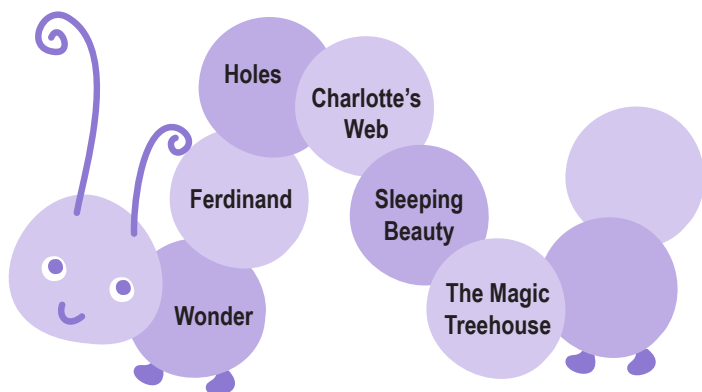 Holes
Charlotte’s
Web
Ferdinand
Sleeping
Beauty
Wonder
The Magic
Treehouse